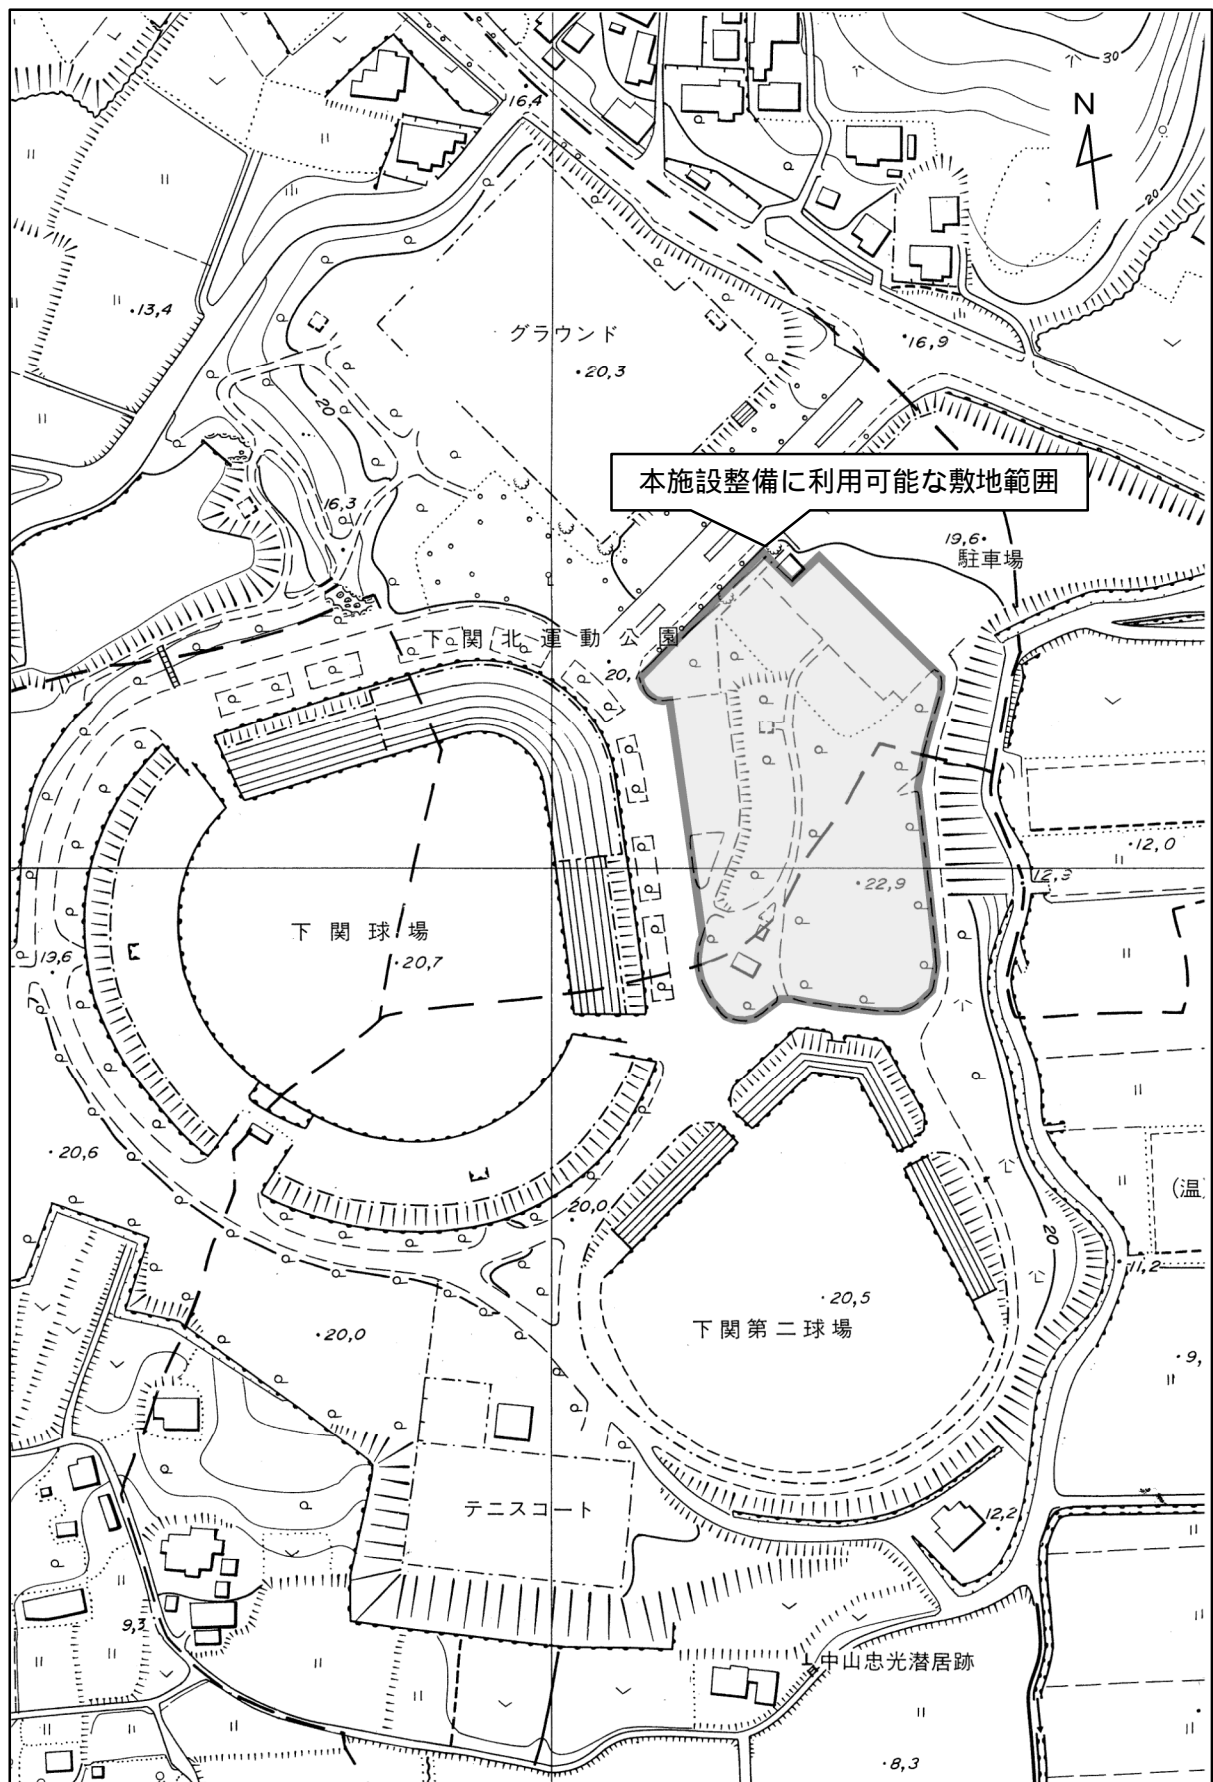 16,4
30
N
20
13,4
グラウンド
20,3
16,9
20
本施設整備に利用可能な敷地範囲
16,3
19,6
駐車場
下関北運動公園
20,
12,0
12,3
22,9
下関球場
19,6
20,7
20,6
20,0
(温
20
11,2
20,5
20,0
下関第二球場
9,
テニスコート
12,2
9,3
中山忠光潜居跡
8,3